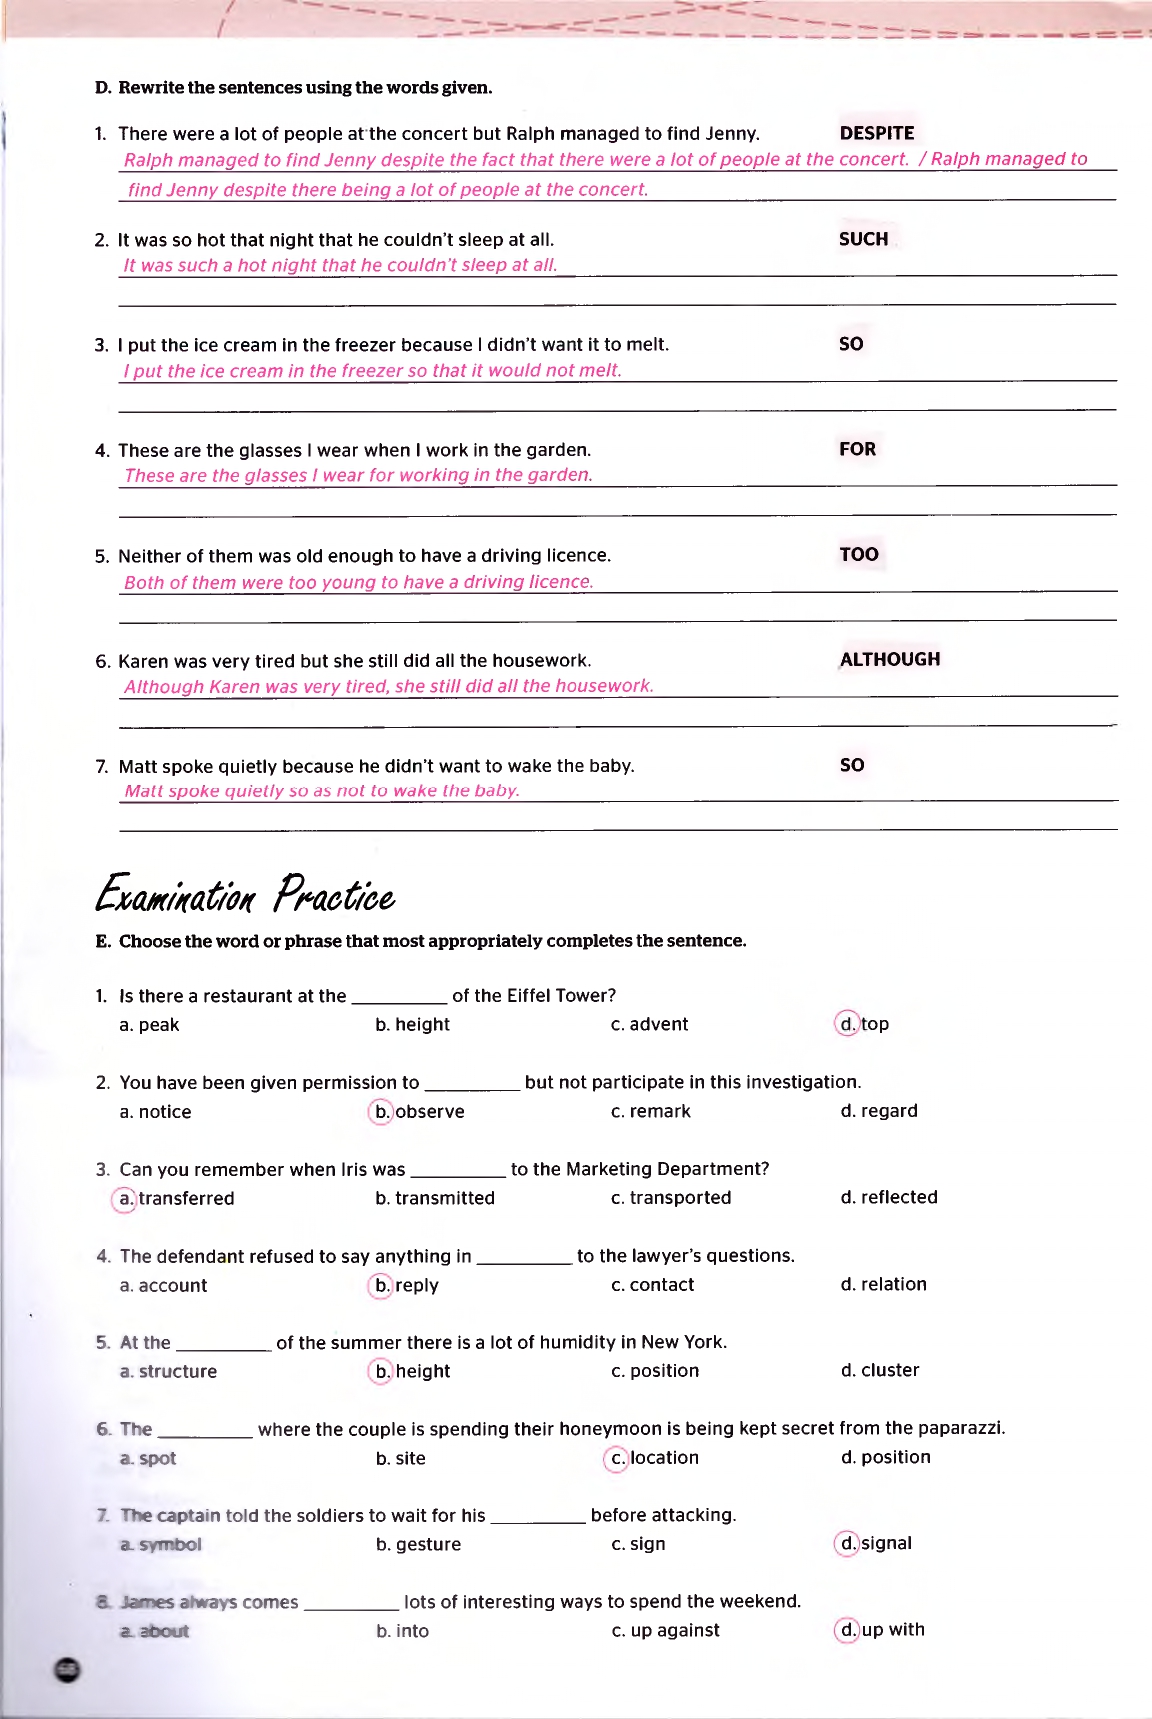 D. Rewrite the sentences using the words given.
1. There were a lot of people at the concert but Ralph managed to find Jenny. DESPITE
Ralph managed to find Jenny despite the fact that there were a lot of people at the concert. / Ralph managed to
find Jenny despite there being a lot of people at the concert.
2. It was so hot that night that he couldn't sleep at all. SUCH
It was such a hot night that he couldn't sleep at all.
3. I put the ice cream in the freezer because I didn't want it to melt. SO
I put the ice cream in the freezer so that it would not melt.
4. These are the glasses I wear when I work in the garden. FOR
These are the glasses I wear for working in the garden.
5. Neither of them was old enough to have a driving licence. TOO
Both of them were too young to have a driving licence.
6. Karen was very tired but she still did all the housework. ALTHOUGH
Although Karen was very tired, she still did all the housework.
7. Matt spoke quietly because he didn't want to wake the baby. SO
Matt spoke quietly so as not to wake the baby.
Examination Practice
E. Choose the word or phrase that most appropriately completes the sentence.
1. Is there a restaurant at the __________ of the Eiffel Tower?
a. peak b. height c. advent d. top
2. You have been given permission to __________ but not participate in this investigation.
a. notice b. observe c. remark d. regard
3. Can you remember when Iris was __________ to the Marketing Department?
a. transferred b. transmitted c. transported d. reflected
4. The defendant refused to say anything in __________ to the lawyer's questions.
a. account b. reply c. contact d. relation
5. At the __________ of the summer there is a lot of humidity in New York.
a. structure b. height c. position d. cluster
6. The __________ where the couple is spending their honeymoon is being kept secret from the paparazzi.
a. spot b. site c. location d. position
7. The captain told the soldiers to wait for his __________ before attacking.
a. symbol b. gesture c. sign d. signal
8. James always comes __________ lots of interesting ways to spend the weekend.
a. about b. into c. up against d. up with